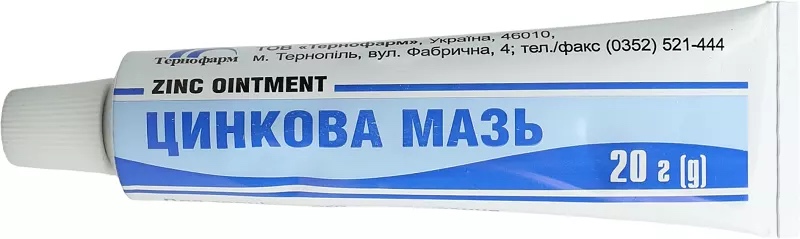 Тернофарм
ТОВ «Тернофарм», Україна, 46010,
м. Тернопіль, вул. Фабрична, 4; тел./факс (0352) 521-444
ZINC OINTMENT
ЦИНКОВА МАЗЬ
20 г (g)